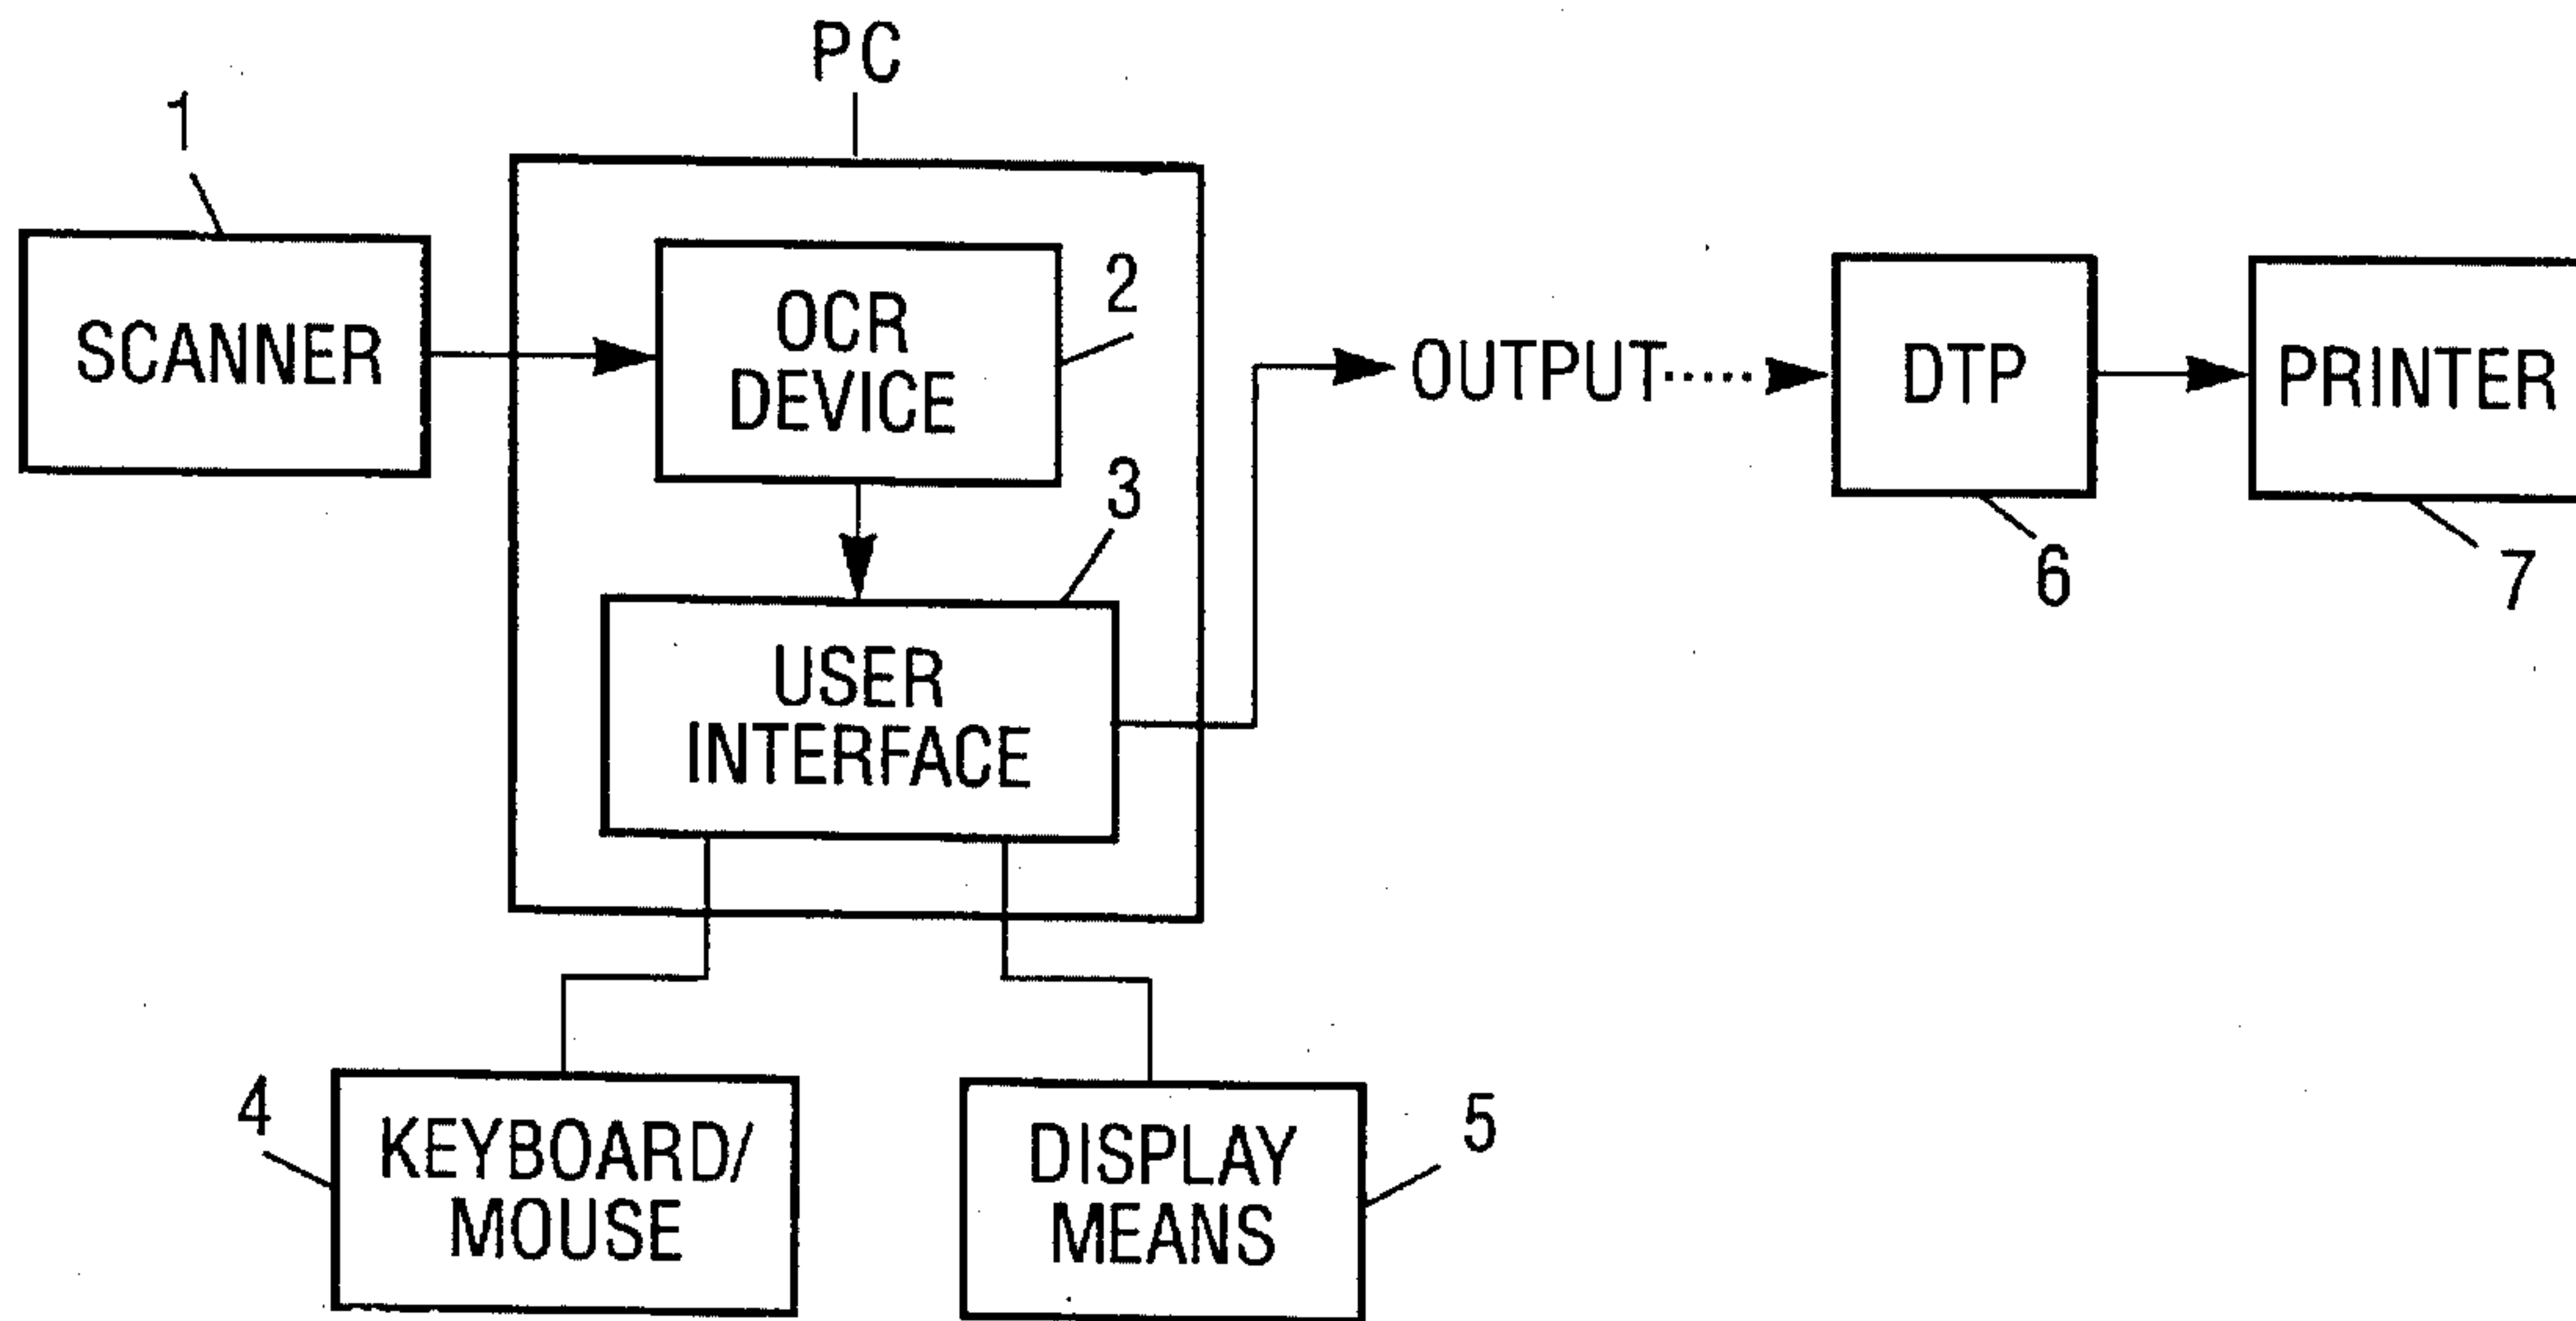 PC
1
SCANNER
OCR
DEVICE
2
3
USER
INTERFACE
OUTPUT
DTP
PRINTER
6
7
4
KEYBOARD/
MOUSE
DISPLAY
MEANS
5